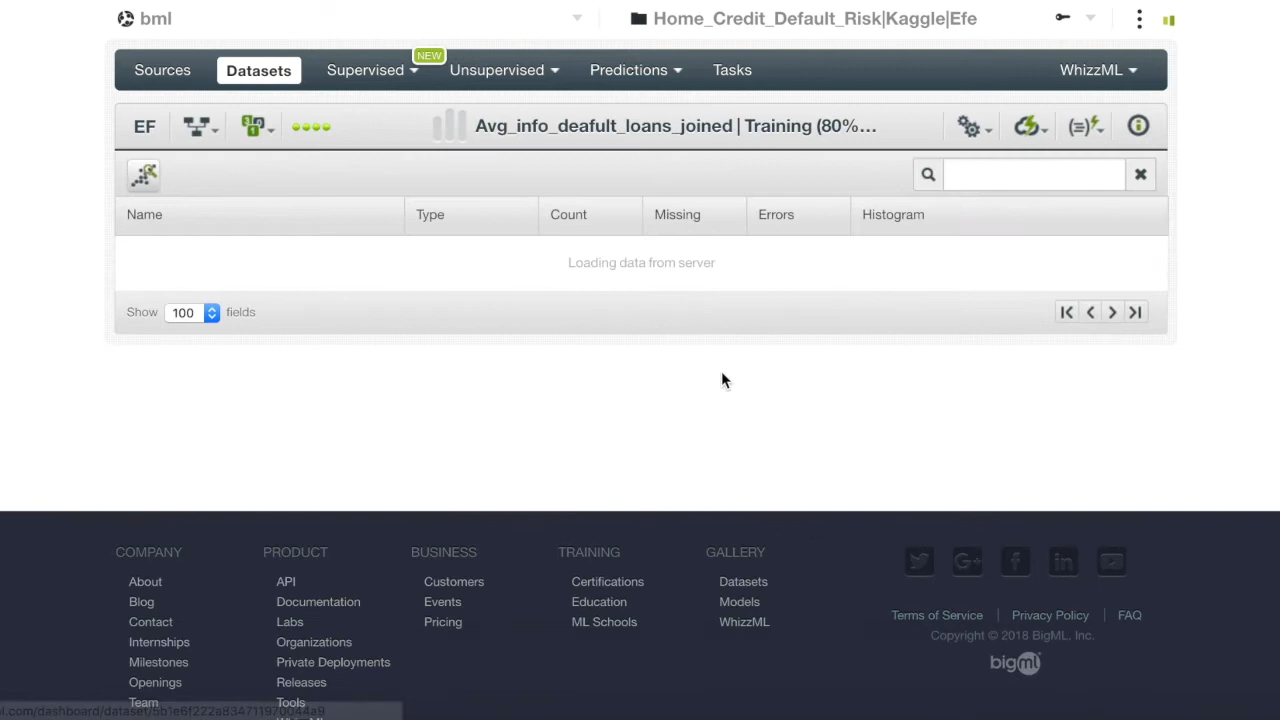 bml
Home_Credit_Default_Risk|Kaggle|Efe
NEW
Sources
Datasets
Supervised
Unsupervised
Predictions
Tasks
WhizzML
EF
Avg_info_deafult_loans_joined | Training (80%...
Name
Type
Count
Missing
Errors
Histogram
Loading data from server
Show 100 fields
COMPANY
About
Blog
Contact
Internships
Milestones
Openings
Team
PRODUCT
API
Documentation
Labs
Organizations
Private Deployments
Releases
Tools
BUSINESS
Customers
Events
Pricing
TRAINING
Certifications
Education
ML Schools
GALLERY
Datasets
Models
WhizzML
Terms of Service | Privacy Policy | FAQ
Copyright © 2018 BigML, Inc.
bigml